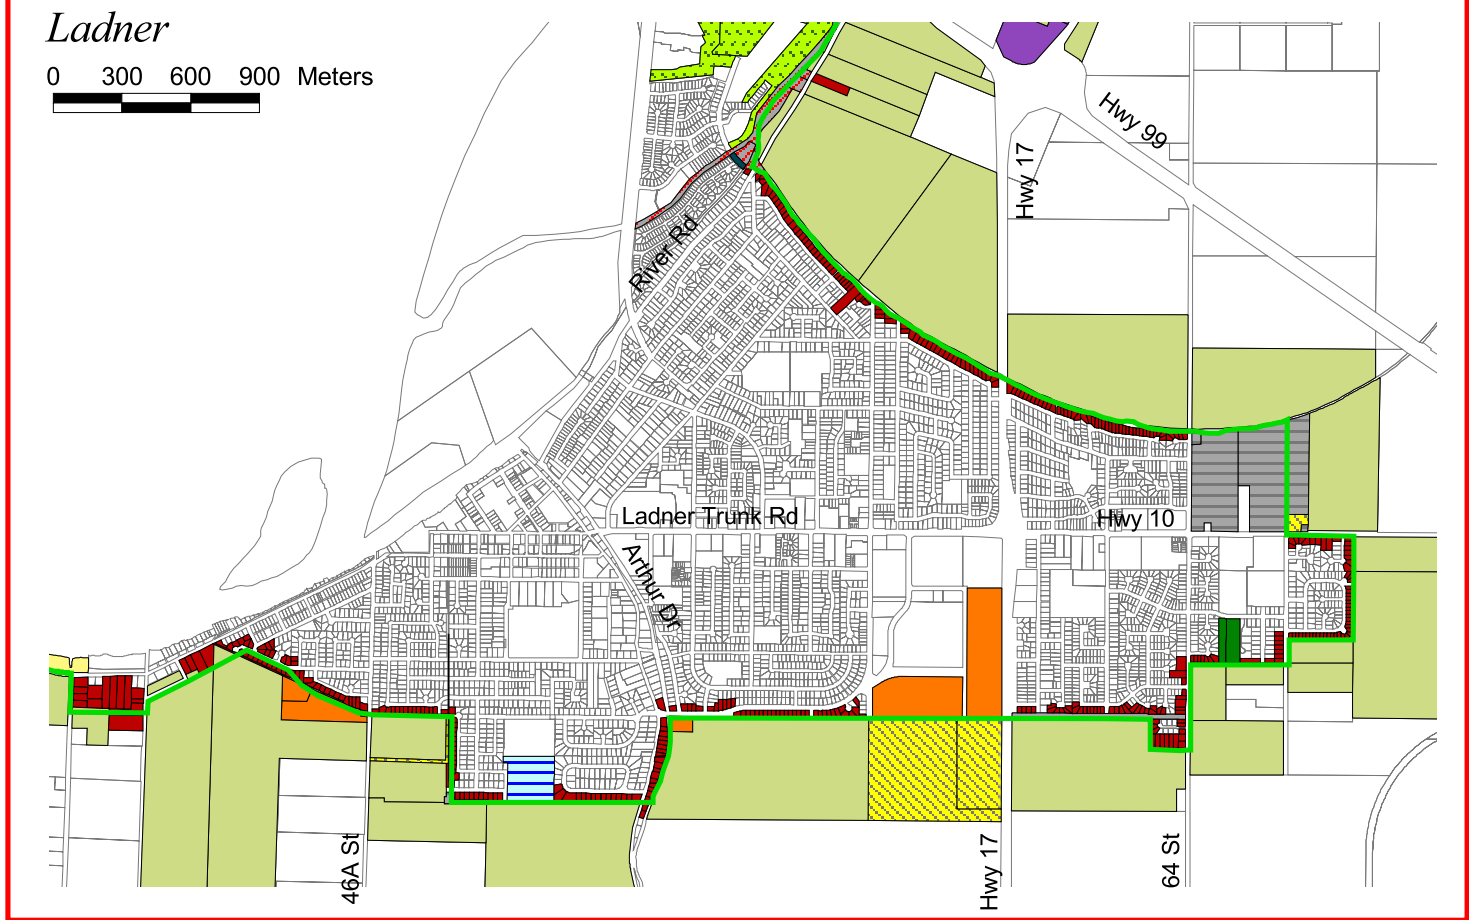 Ladner
0 300 600 900 Meters
Hwy 99
Hwy 17
River Rd
Ladner Trunk Rd
Hwy 10
Arthur Dr
46A St
Hwy 17
64 St